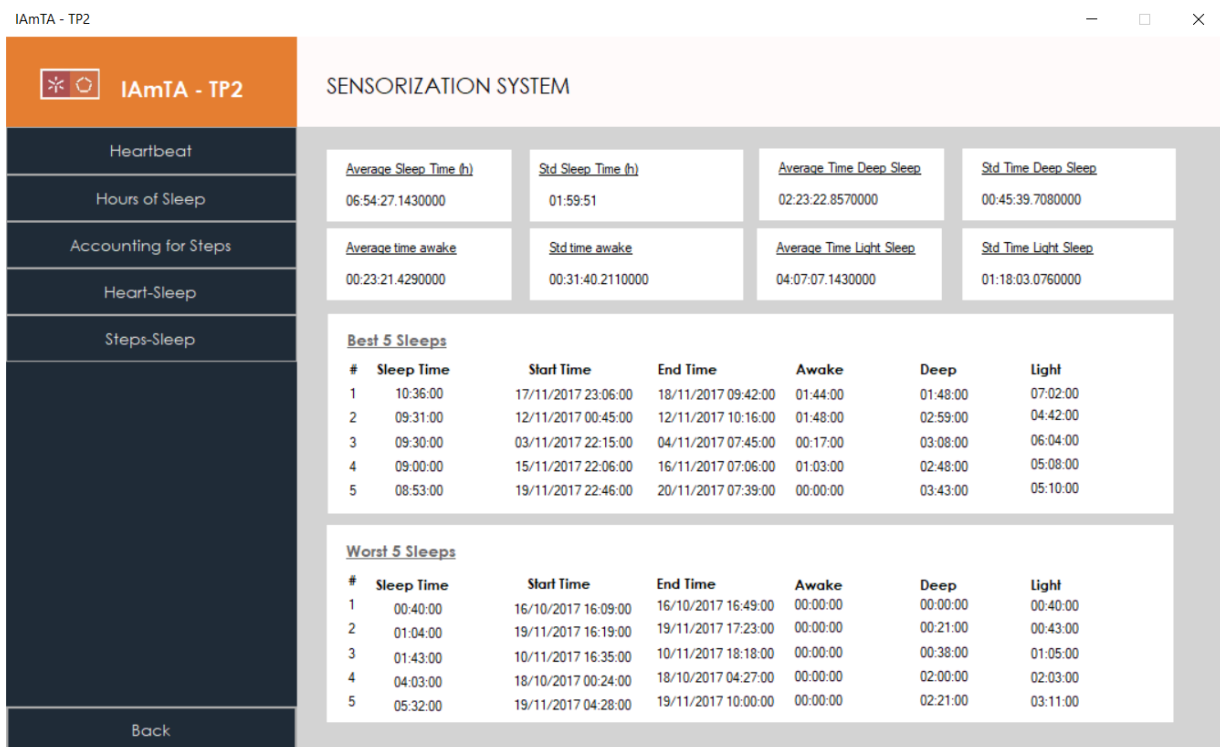 IAmTA - TP2
IAmTA - TP2
SENSORIZATION SYSTEM
Heartbeat
Hours of Sleep
Accounting for Steps
Heart-Sleep
Steps-Sleep
Back
Average Sleep Time (h) Std Sleep Time (h) Average Time Deep Sleep Std Time Deep Sleep
06:54:27.1430000 01:59:51 02:23:22.8570000 00:45:39.7080000
Average time awake Std time awake Average Time Light Sleep Std Time Light Sleep
00:23:21.4290000 00:31:40.2110000 04:07:07.1430000 01:18:03.0760000
Best 5 Sleeps
# Sleep Time Start Time End Time Awake Deep Light
1 10:36:00 17/11/2017 23:06:00 18/11/2017 09:42:00 01:44:00 01:48:00 07:02:00
2 09:31:00 12/11/2017 00:45:00 12/11/2017 10:16:00 01:48:00 02:59:00 04:42:00
3 09:30:00 03/11/2017 22:15:00 04/11/2017 07:45:00 00:17:00 03:08:00 06:04:00
4 09:00:00 15/11/2017 22:06:00 16/11/2017 07:06:00 01:03:00 02:48:00 05:08:00
5 08:53:00 19/11/2017 22:46:00 20/11/2017 07:39:00 00:00:00 03:43:00 05:10:00
Worst 5 Sleeps
# Sleep Time Start Time End Time Awake Deep Light
1 00:40:00 16/10/2017 16:09:00 16/10/2017 16:49:00 00:00:00 00:00:00 00:40:00
2 01:04:00 19/11/2017 16:19:00 19/11/2017 17:23:00 00:00:00 00:21:00 00:43:00
3 01:43:00 10/11/2017 16:35:00 10/11/2017 18:18:00 00:00:00 00:38:00 01:05:00
4 04:03:00 18/10/2017 00:24:00 18/10/2017 04:27:00 00:00:00 02:00:00 02:03:00
5 05:32:00 19/11/2017 04:28:00 19/11/2017 10:00:00 00:00:00 02:21:00 03:11:00